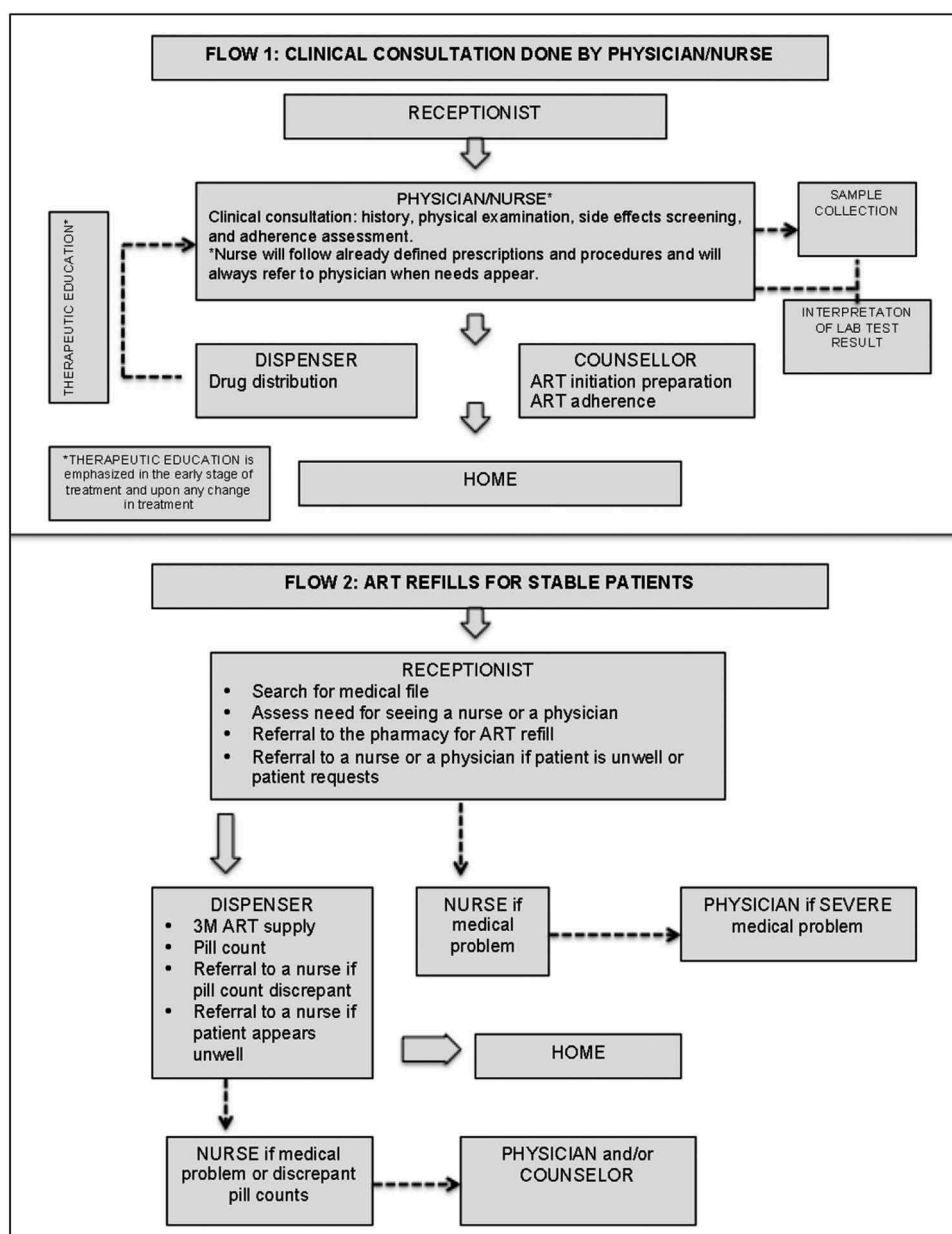 FLOW 1: CLINICAL CONSULTATION DONE BY PHYSICIAN/NURSE
RECEPTIONIST
PHYSICIAN/NURSE*
Clinical consultation: history, physical examination, side effects screening,
and adherence assessment.
*Nurse will follow already defined prescriptions and procedures and will
always refer to physician when needs appear.
SAMPLE
COLLECTION
THERAPEUTIC EDUCATION*
INTERPRETATON
OF LAB TEST
RESULT
DISPENSER
Drug distribution
COUNSELLOR
ART initiation preparation
ART adherence
*THERAPEUTIC EDUCATION is
emphasized in the early stage of
treatment and upon any change
in treatment
HOME
FLOW 2: ART REFILLS FOR STABLE PATIENTS
RECEPTIONIST
• Search for medical file
• Assess need for seeing a nurse or a physician
• Referral to the pharmacy for ART refill
• Referral to a nurse or a physician if patient is unwell or
patient requests
DISPENSER
• 3M ART supply
• Pill count
• Referral to a nurse if
pill count discrepant
• Referral to a nurse if
patient appears
unwell
NURSE if
medical
problem
PHYSICIAN if SEVERE
medical problem
HOME
NURSE if medical
problem or discrepant
pill counts
PHYSICIAN and/or
COUNSELOR